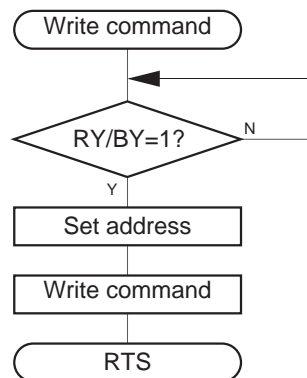 Write command
RY/BY=1?
N
Y
Set address
Write command
RTS